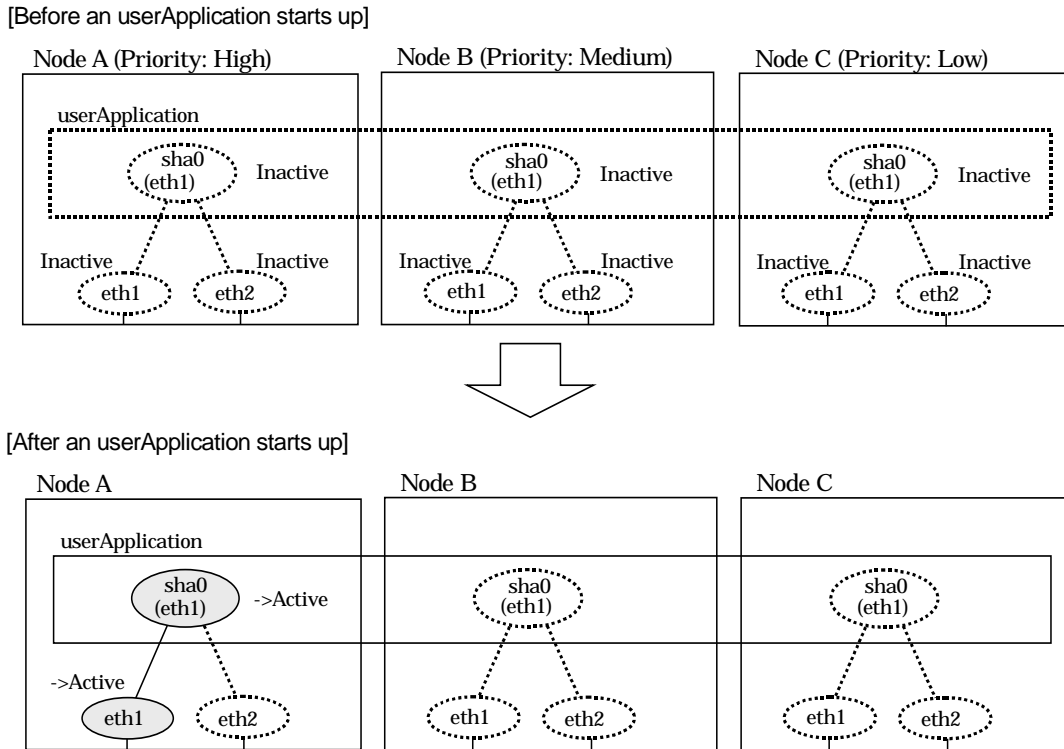 [Before an userApplication starts up]
Node A (Priority: High)
Node B (Priority: Medium)
Node C (Priority: Low)
userApplication
sha0
(eth1)
Inactive
sha0
(eth1)
Inactive
sha0
(eth1)
Inactive
Inactive
Inactive
Inactive
Inactive
Inactive
Inactive
eth1
eth2
eth1
eth2
eth1
eth2
[After an userApplication starts up]
Node A
Node B
Node C
userApplication
sha0
(eth1)
->Active
sha0
(eth1)
sha0
(eth1)
->Active
eth1
eth2
eth1
eth2
eth1
eth2